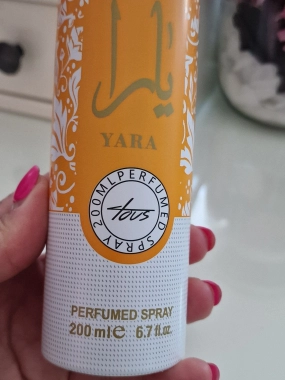 يارا
YARA
200ML PERFUMED SPRAY
tous
PERFUMED SPRAY
200 ml℮ 6.7 fl.oz.